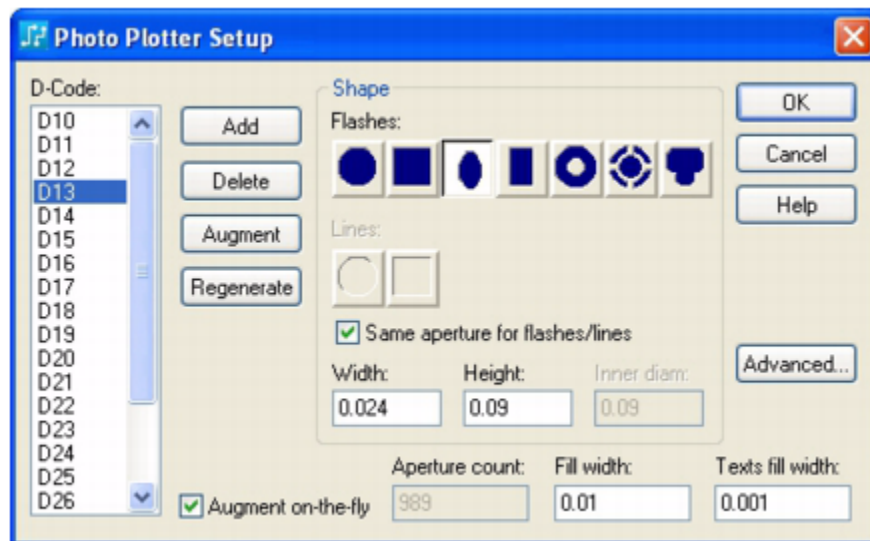 Photo Plotter Setup
D-Code:
D10
D11
D12
D13
D14
D15
D16
D17
D18
D19
D20
D21
D22
D23
D24
D25
D26
Add
Delete
Augment
Regenerate
Augment on-the-fly
Shape
Flashes:
Lines:
Same aperture for flashes/lines
Width: Height: Inner diam:
0.024 0.09 0.09
Aperture count: Fill width: Texts fill width:
989 0.01 0.001
OK
Cancel
Help
Advanced...